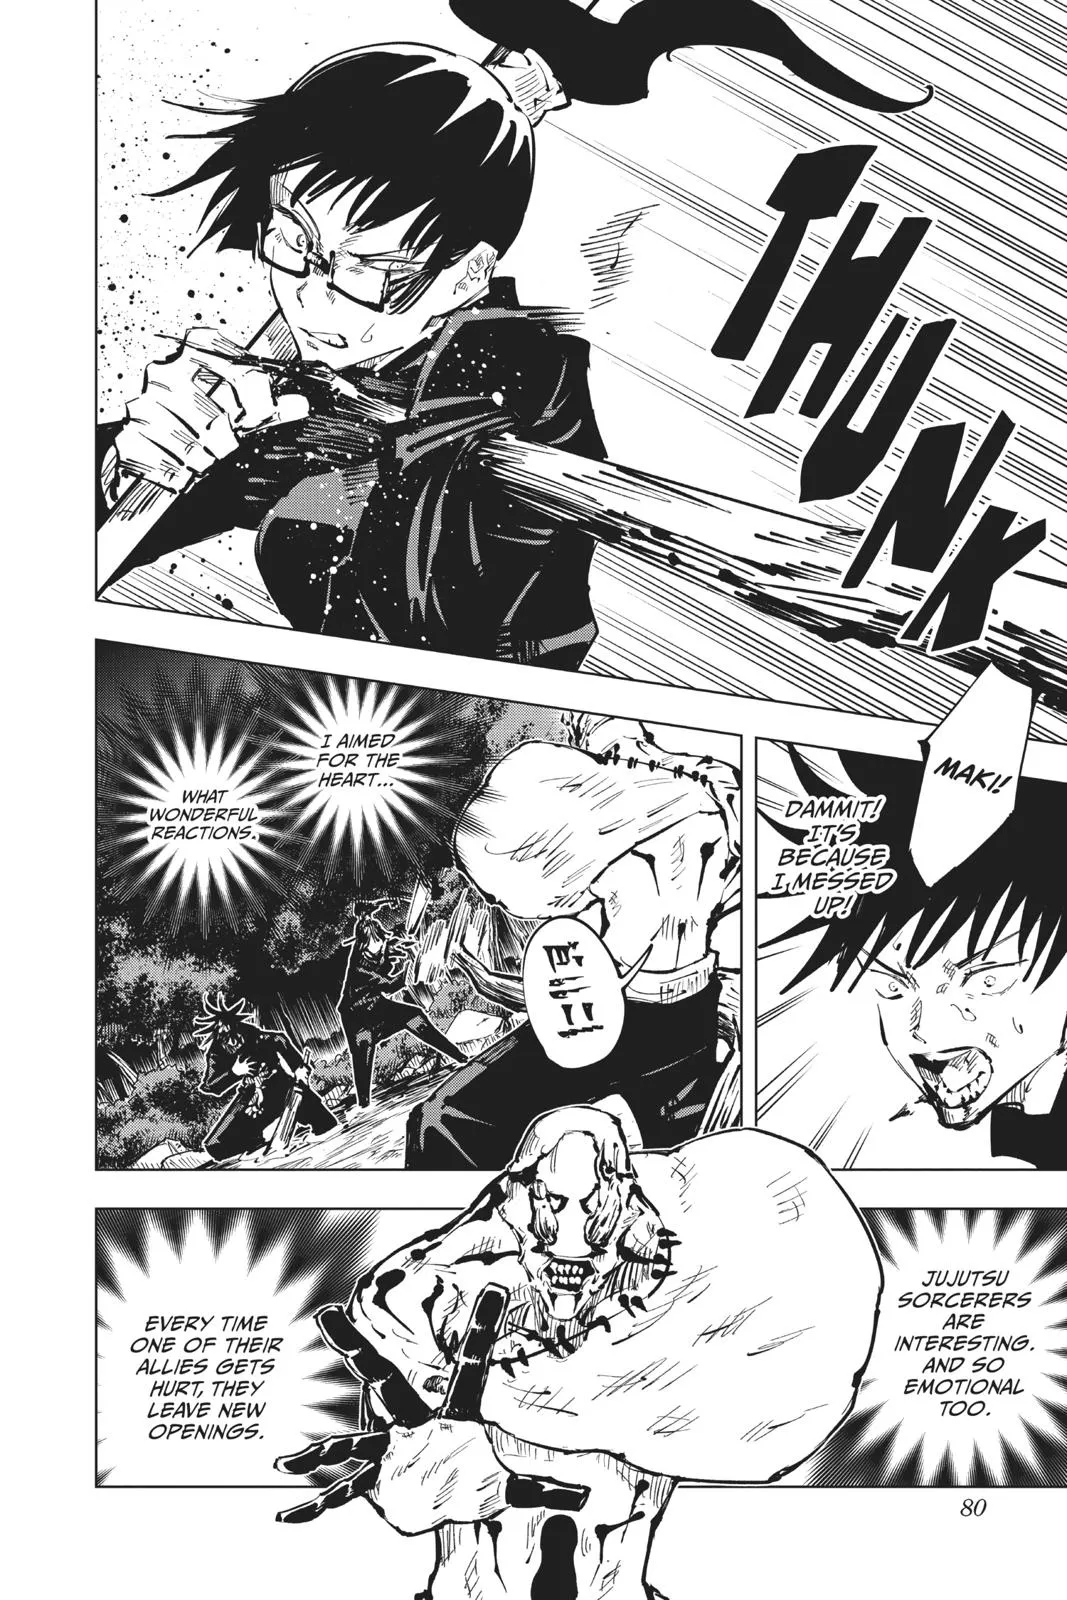 THUNK
MAKI!
DAMMIT!
IT'S
BECAUSE
I MESSED
UP!
I AIMED
FOR THE
HEART...
WHAT
WONDERFUL
REACTIONS.
JUJUTSU
SORCERERS
ARE
INTERESTING.
AND SO
EMOTIONAL
TOO.
EVERY TIME
ONE OF THEIR
ALLIES GETS
HURT, THEY
LEAVE NEW
OPENINGS.
80